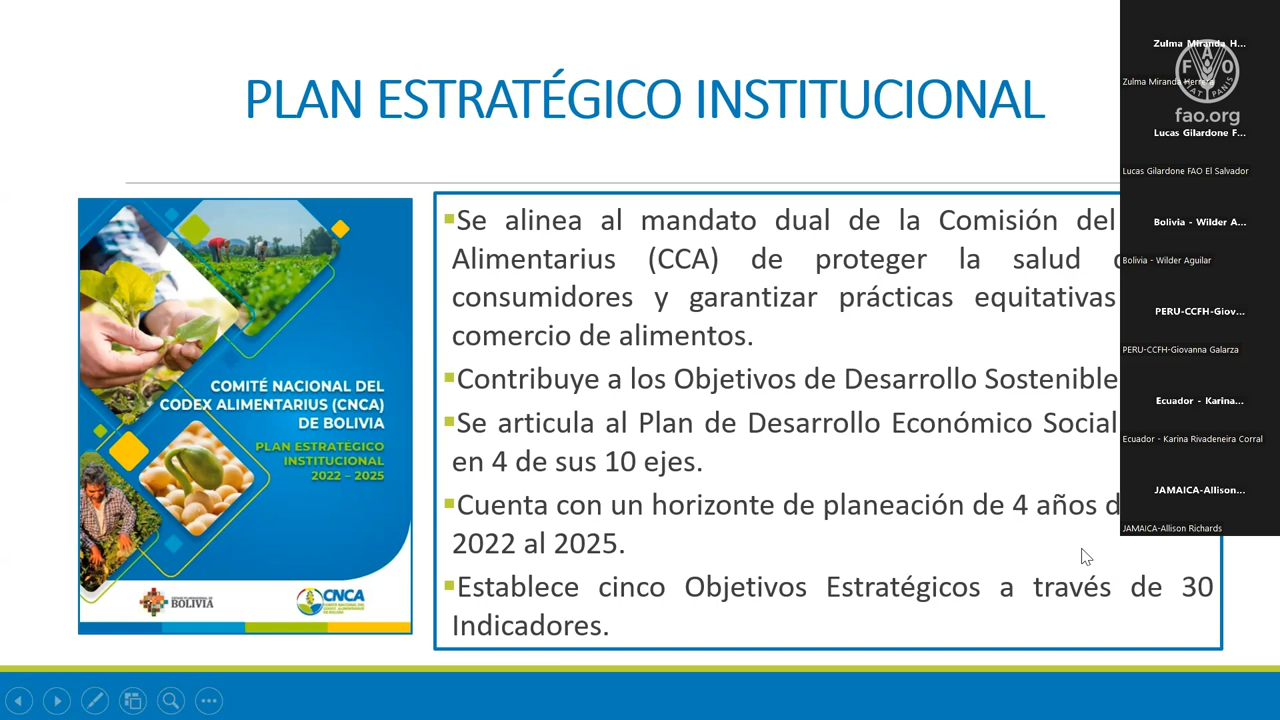 PLAN ESTRATÉGICO INSTITUCIONAL
COMITÉ NACIONAL DEL
CODEX ALIMENTARIUS (CNCA)
DE BOLIVIA
PLAN ESTRATÉGICO
INSTITUCIONAL
2022 – 2025
BOLIVIA
CNCA
Se alinea al mandato dual de la Comisión del
Alimentarius (CCA) de proteger la salud
consumidores y garantizar prácticas equitativas
comercio de alimentos.
Contribuye a los Objetivos de Desarrollo Sostenible
Se articula al Plan de Desarrollo Económico Social
en 4 de sus 10 ejes.
Cuenta con un horizonte de planeación de 4 años
2022 al 2025.
Establece cinco Objetivos Estratégicos a través de 30
Indicadores.
Zulma Miranda H...
Zulma Miranda Herrera
FAO
FIAT PANIS
fao.org
Lucas Gilardone F...
Lucas Gilardone FAO El Salvador
Bolivia - Wilder A...
Bolivia - Wilder Aguilar
PERU-CCFH-Giov...
PERU-CCFH-Giovanna Galarza
Ecuador - Karina...
Ecuador - Karina Rivadeneira Corral
JAMAICA-Allison...
JAMAICA-Allison Richards